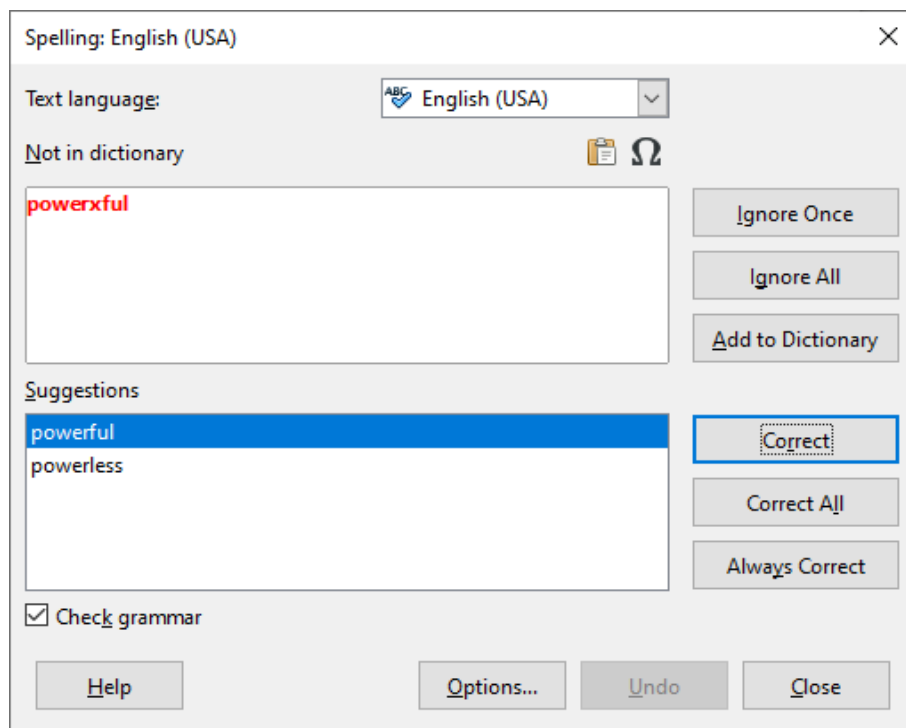 Spelling: English (USA)
Text language:
ABC English (USA)
Not in dictionary
Ω
powerxful
Ignore Once
Ignore All
Add to Dictionary
Suggestions
powerful
powerless
Correct
Correct All
Always Correct
Check grammar
Help Options... Undo Close